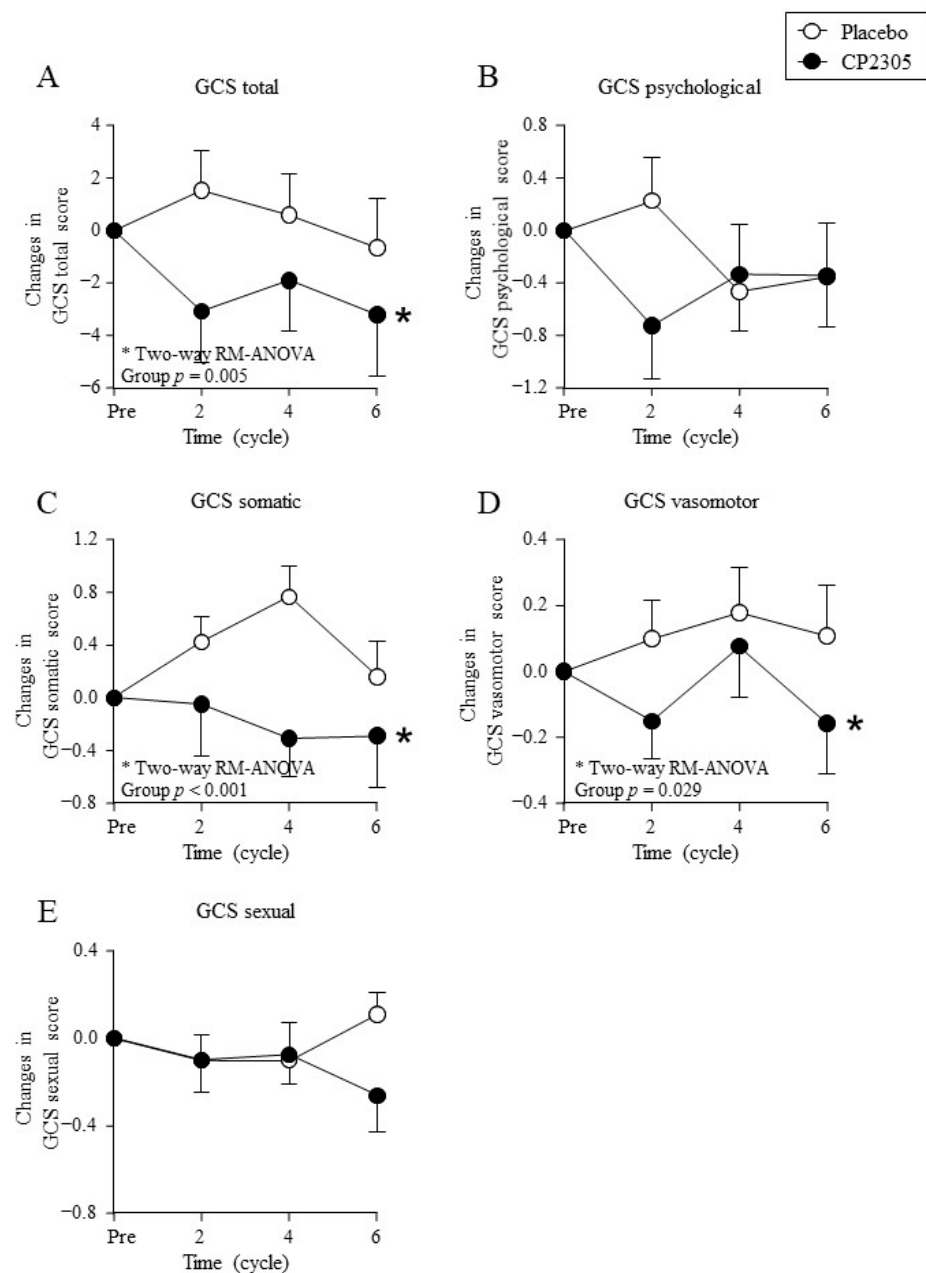 Placebo
CP2305
A
GCS total
Changes in
GCS total score
4
2
0
−2
−4
−6
* Two-way RM-ANOVA
Group p = 0.005
*
Pre
2
4
6
Time (cycle)
B
GCS psychological
Changes in
GCS psychological score
0.8
0.4
0.0
−0.4
−0.8
−1.2
Pre
2
4
6
Time (cycle)
C
GCS somatic
Changes in
GCS somatic score
1.2
0.8
0.4
0.0
−0.4
−0.8
* Two-way RM-ANOVA
Group p < 0.001
*
Pre
2
4
6
Time (cycle)
D
GCS vasomotor
Changes in
GCS vasomotor score
0.4
0.2
0.0
−0.2
−0.4
* Two-way RM-ANOVA
Group p = 0.029
*
Pre
2
4
6
Time (cycle)
E
GCS sexual
Changes in
GCS sexual score
0.4
0.0
−0.4
−0.8
Pre
2
4
6
Time (cycle)